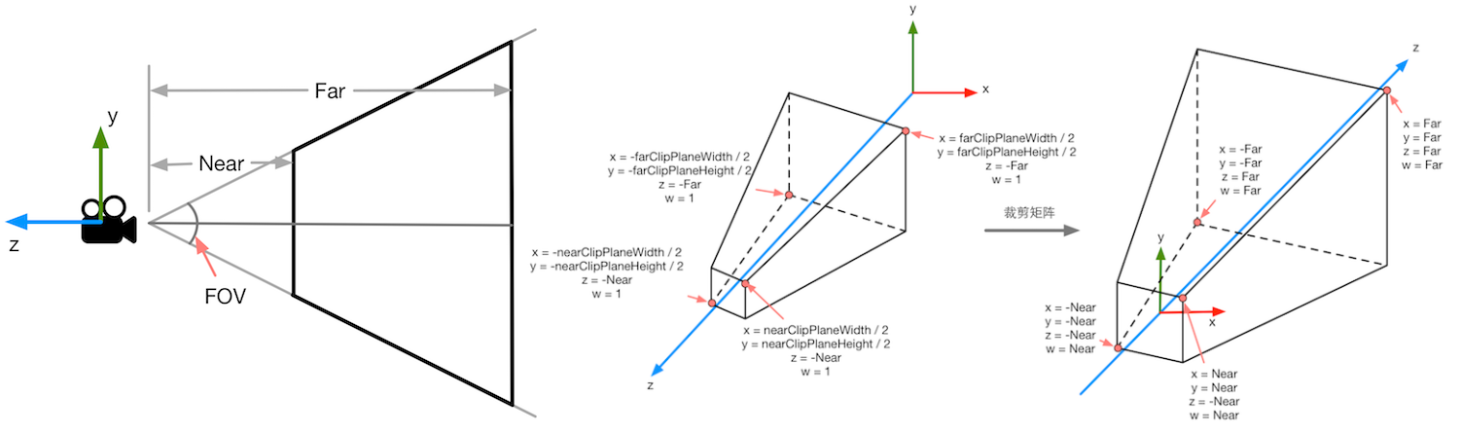 Far
y
Near
z
FOV
y
x
x = farClipPlaneWidth / 2
y = farClipPlaneHeight / 2
z = -Far
w = 1
x = -farClipPlaneWidth / 2
y = -farClipPlaneHeight / 2
z = -Far
w = 1
x = -nearClipPlaneWidth / 2
y = -nearClipPlaneHeight / 2
z = -Near
w = 1
x = nearClipPlaneWidth / 2
y = nearClipPlaneHeight / 2
z = -Near
w = 1
z
裁剪矩阵
z
x = Far
y = Far
z = Far
w = Far
x = -Far
y = -Far
z = Far
w = Far
y
x
x = -Near
y = -Near
z = -Near
w = Near
x = Near
y = Near
z = -Near
w = Near